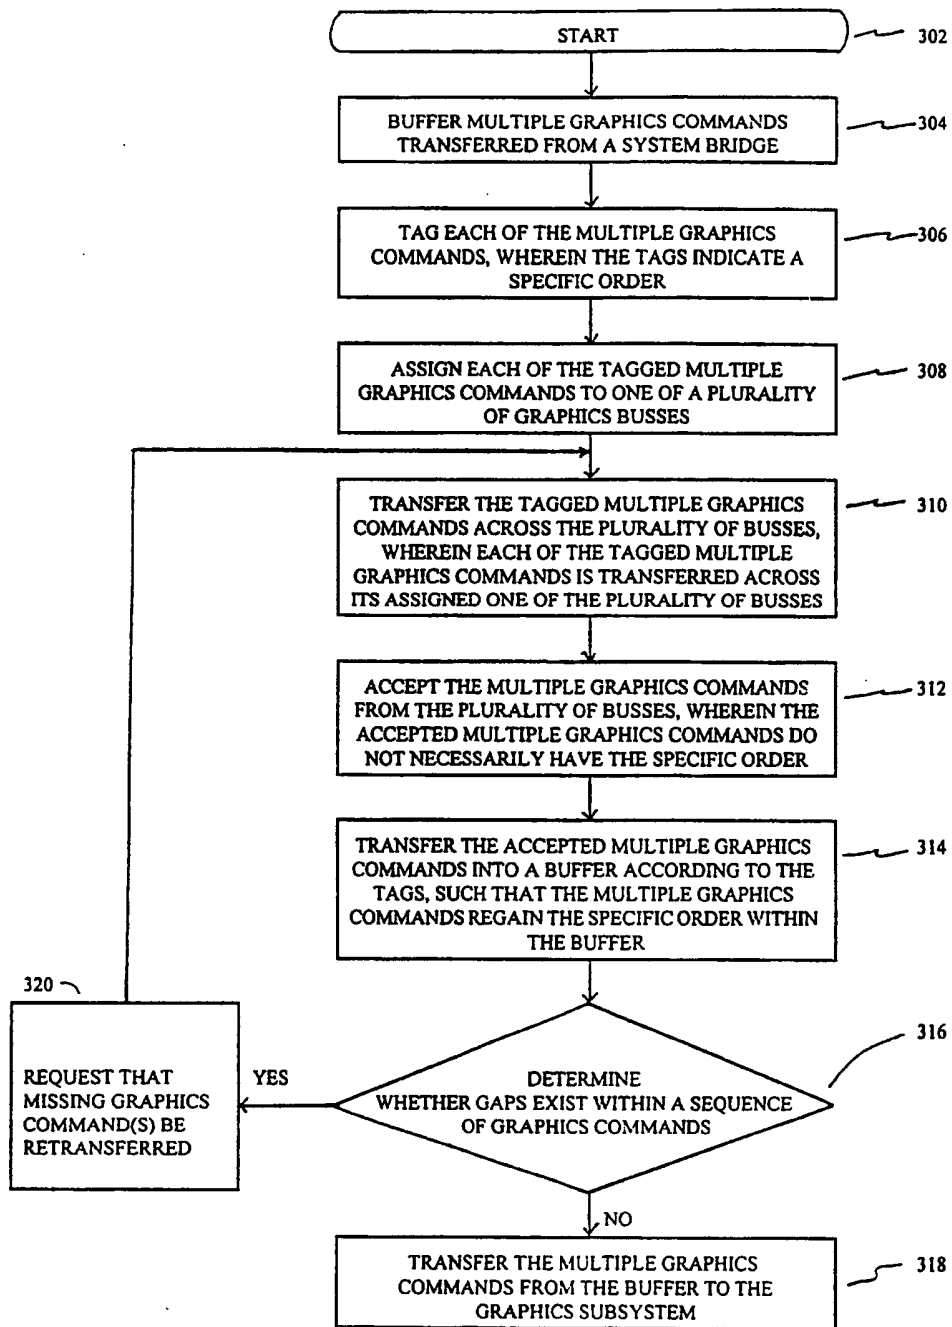 START
302
BUFFER MULTIPLE GRAPHICS COMMANDS
TRANSFERRED FROM A SYSTEM BRIDGE
304
TAG EACH OF THE MULTIPLE GRAPHICS
COMMANDS, WHEREIN THE TAGS INDICATE A
SPECIFIC ORDER
306
ASSIGN EACH OF THE TAGGED MULTIPLE
GRAPHICS COMMANDS TO ONE OF A PLURALITY
OF GRAPHICS BUSSES
308
TRANSFER THE TAGGED MULTIPLE GRAPHICS
COMMANDS ACROSS THE PLURALITY OF BUSSES,
WHEREIN EACH OF THE TAGGED MULTIPLE
GRAPHICS COMMANDS IS TRANSFERRED ACROSS
ITS ASSIGNED ONE OF THE PLURALITY OF BUSSES
310
ACCEPT THE MULTIPLE GRAPHICS COMMANDS
FROM THE PLURALITY OF BUSSES, WHEREIN THE
ACCEPTED MULTIPLE GRAPHICS COMMANDS DO
NOT NECESSARILY HAVE THE SPECIFIC ORDER
312
TRANSFER THE ACCEPTED MULTIPLE GRAPHICS
COMMANDS INTO A BUFFER ACCORDING TO THE
TAGS, SUCH THAT THE MULTIPLE GRAPHICS
COMMANDS REGAIN THE SPECIFIC ORDER WITHIN
THE BUFFER
314
320
REQUEST THAT
MISSING GRAPHICS
COMMAND(S) BE
RETRANSFERRED
YES
DETERMINE
WHETHER GAPS EXIST WITHIN A SEQUENCE
OF GRAPHICS COMMANDS
316
NO
TRANSFER THE MULTIPLE GRAPHICS
COMMANDS FROM THE BUFFER TO THE
GRAPHICS SUBSYSTEM
318